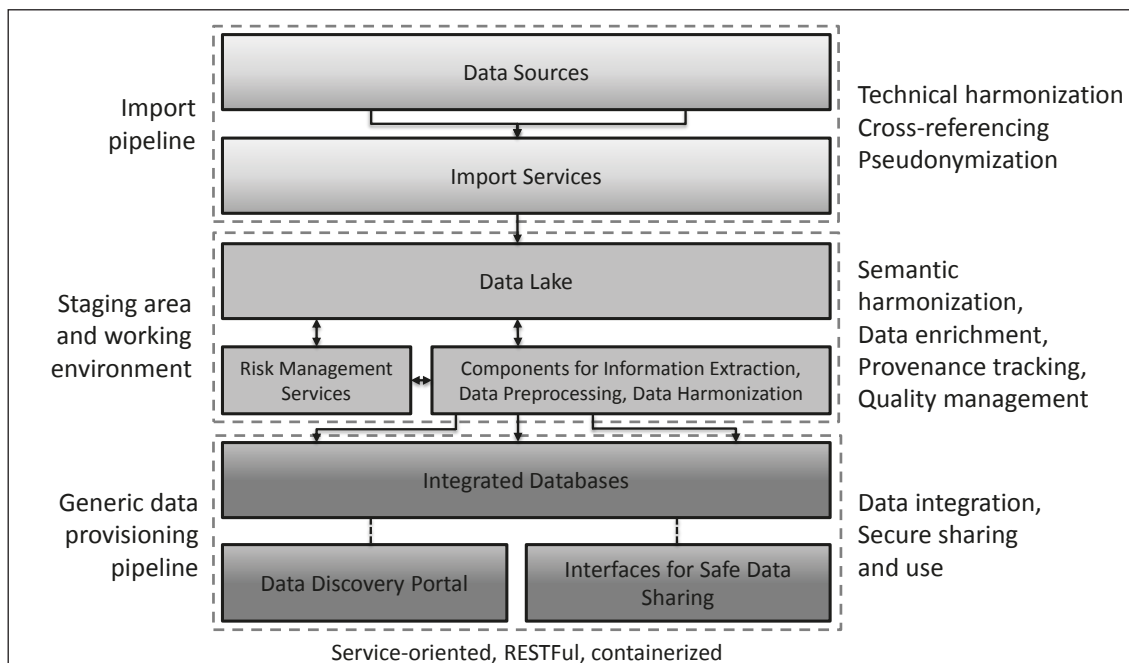 Data Sources
Import
pipeline
Technical harmonization
Cross-referencing
Pseudonymization
Import Services
Data Lake
Staging area
and working
environment
Semantic
harmonization,
Data enrichment,
Provenance tracking,
Quality management
Risk Management
Services
Components for Information Extraction,
Data Preprocessing, Data Harmonization
Integrated Databases
Generic data
provisioning
pipeline
Data integration,
Secure sharing
and use
Data Discovery Portal
Interfaces for Safe Data
Sharing
Service-oriented, RESTFul, containerized